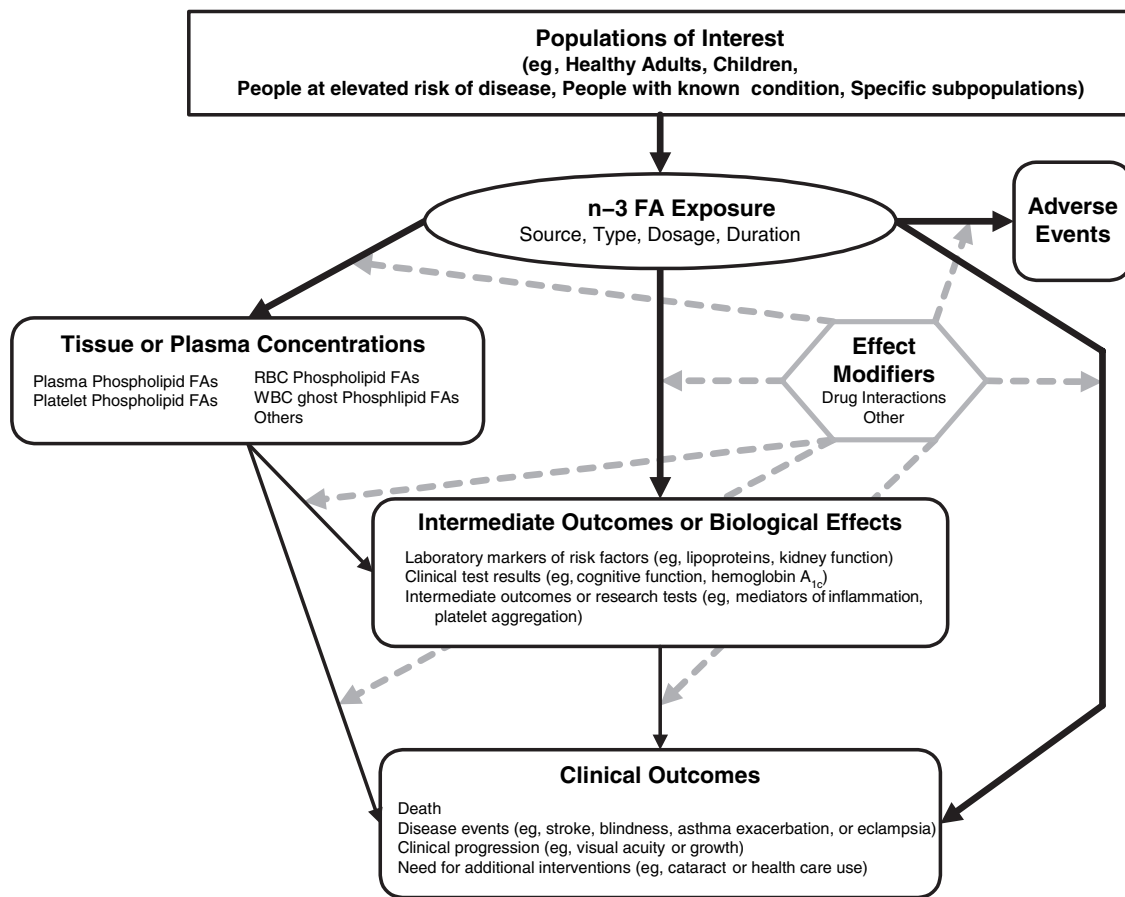 Populations of Interest
(eg, Healthy Adults, Children,
People at elevated risk of disease, People with known condition, Specific subpopulations)
n–3 FA Exposure
Source, Type, Dosage, Duration
Adverse
Events
Tissue or Plasma Concentrations
Plasma Phospholipid FAs
Platelet Phospholipid FAs
RBC Phospholipid FAs
WBC ghost Phosphlipid FAs
Others
Effect
Modifiers
Drug Interactions
Other
Intermediate Outcomes or Biological Effects
Laboratory markers of risk factors (eg, lipoproteins, kidney function)
Clinical test results (eg, cognitive function, hemoglobin A1c)
Intermediate outcomes or research tests (eg, mediators of inflammation,
platelet aggregation)
Clinical Outcomes
Death
Disease events (eg, stroke, blindness, asthma exacerbation, or eclampsia)
Clinical progression (eg, visual acuity or growth)
Need for additional interventions (eg, cataract or health care use)